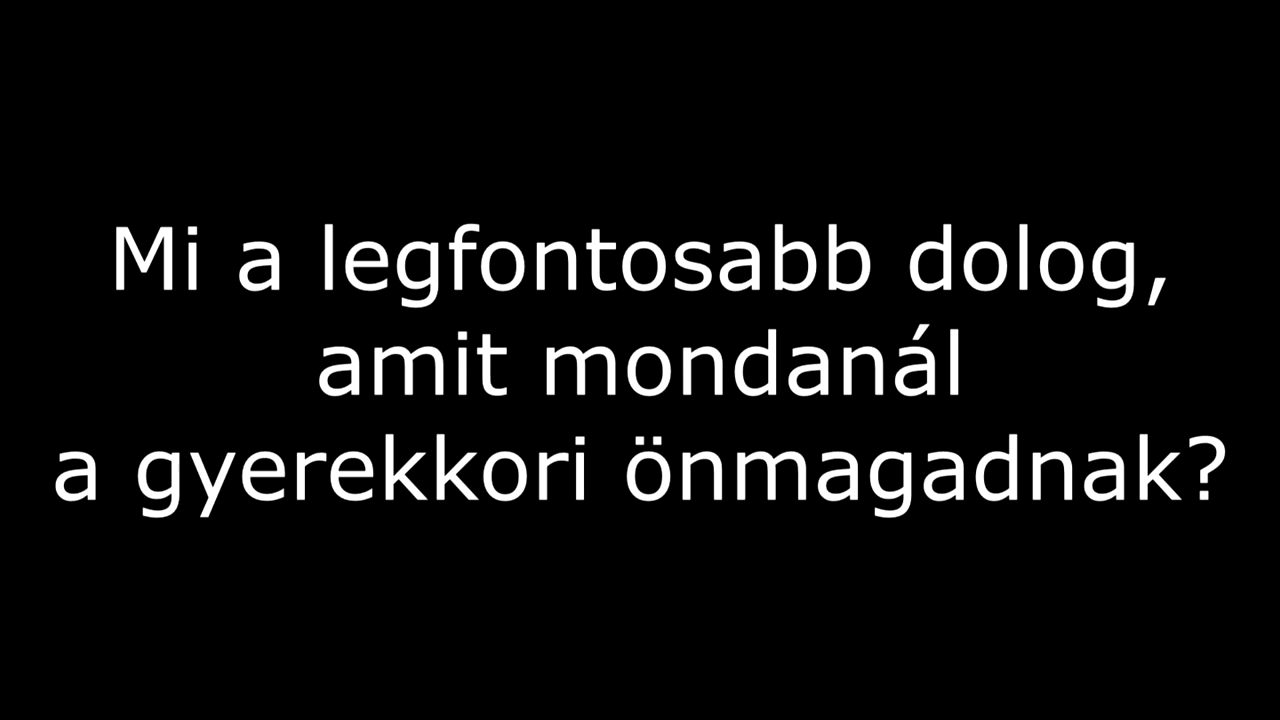 Mi a legfontosabb dolog,
amit mondanál
a gyerekkori önmagadnak?